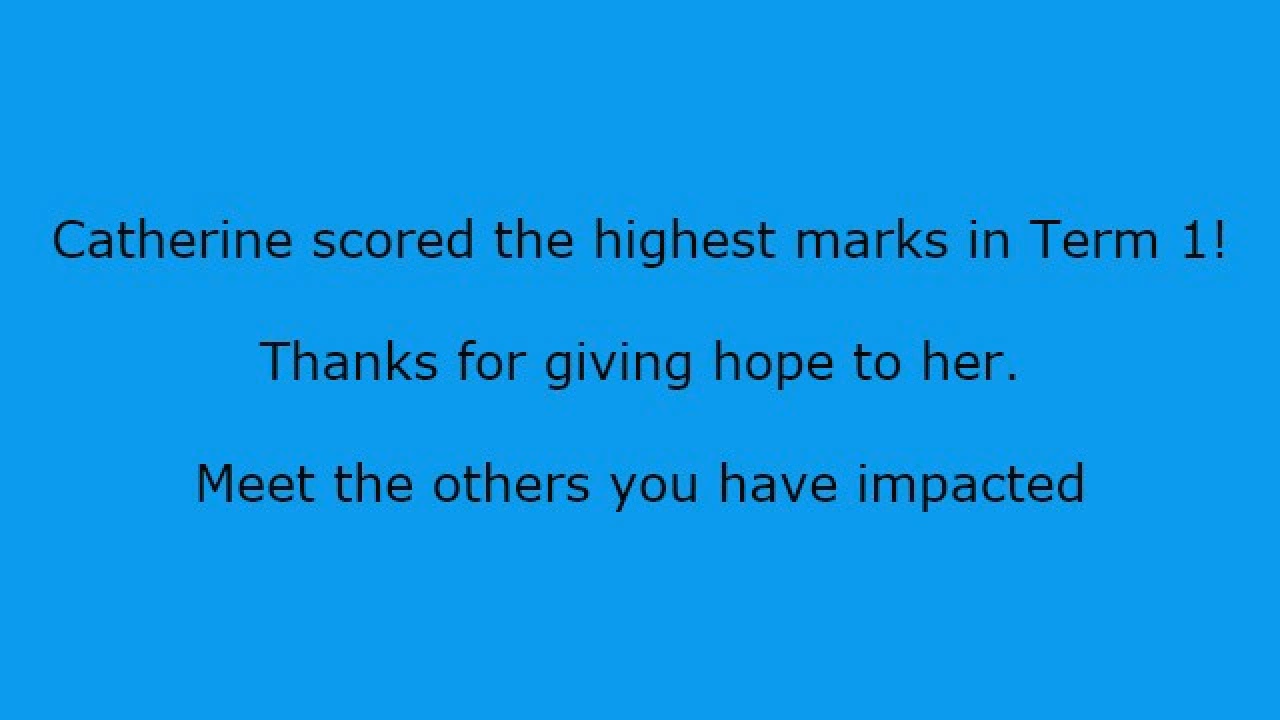 Catherine scored the highest marks in Term 1!
Thanks for giving hope to her.
Meet the others you have impacted